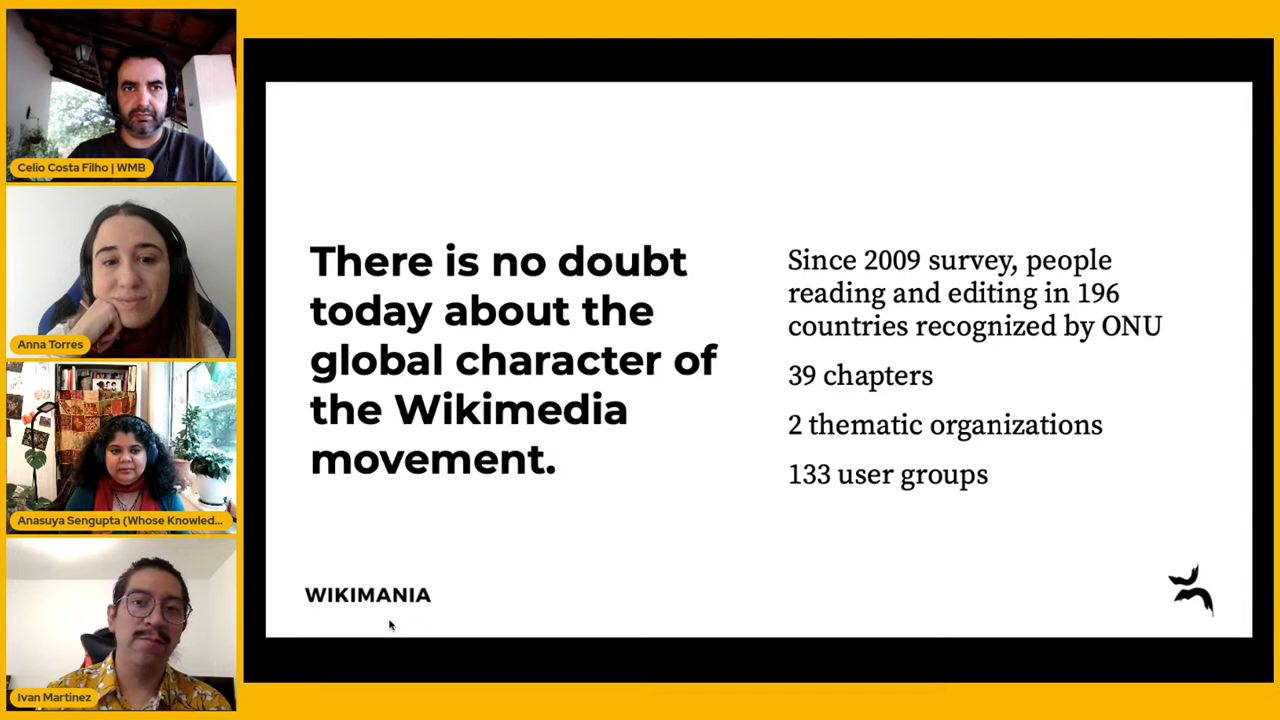 Celio Costa Filho | WMB
Anna Torres
Anasuya Sengupta (Whose Knowled...
Ivan Martinez
There is no doubt
today about the
global character of
the Wikimedia
movement.
Since 2009 survey, people
reading and editing in 196
countries recognized by ONU
39 chapters
2 thematic organizations
133 user groups
WIKIMANIA